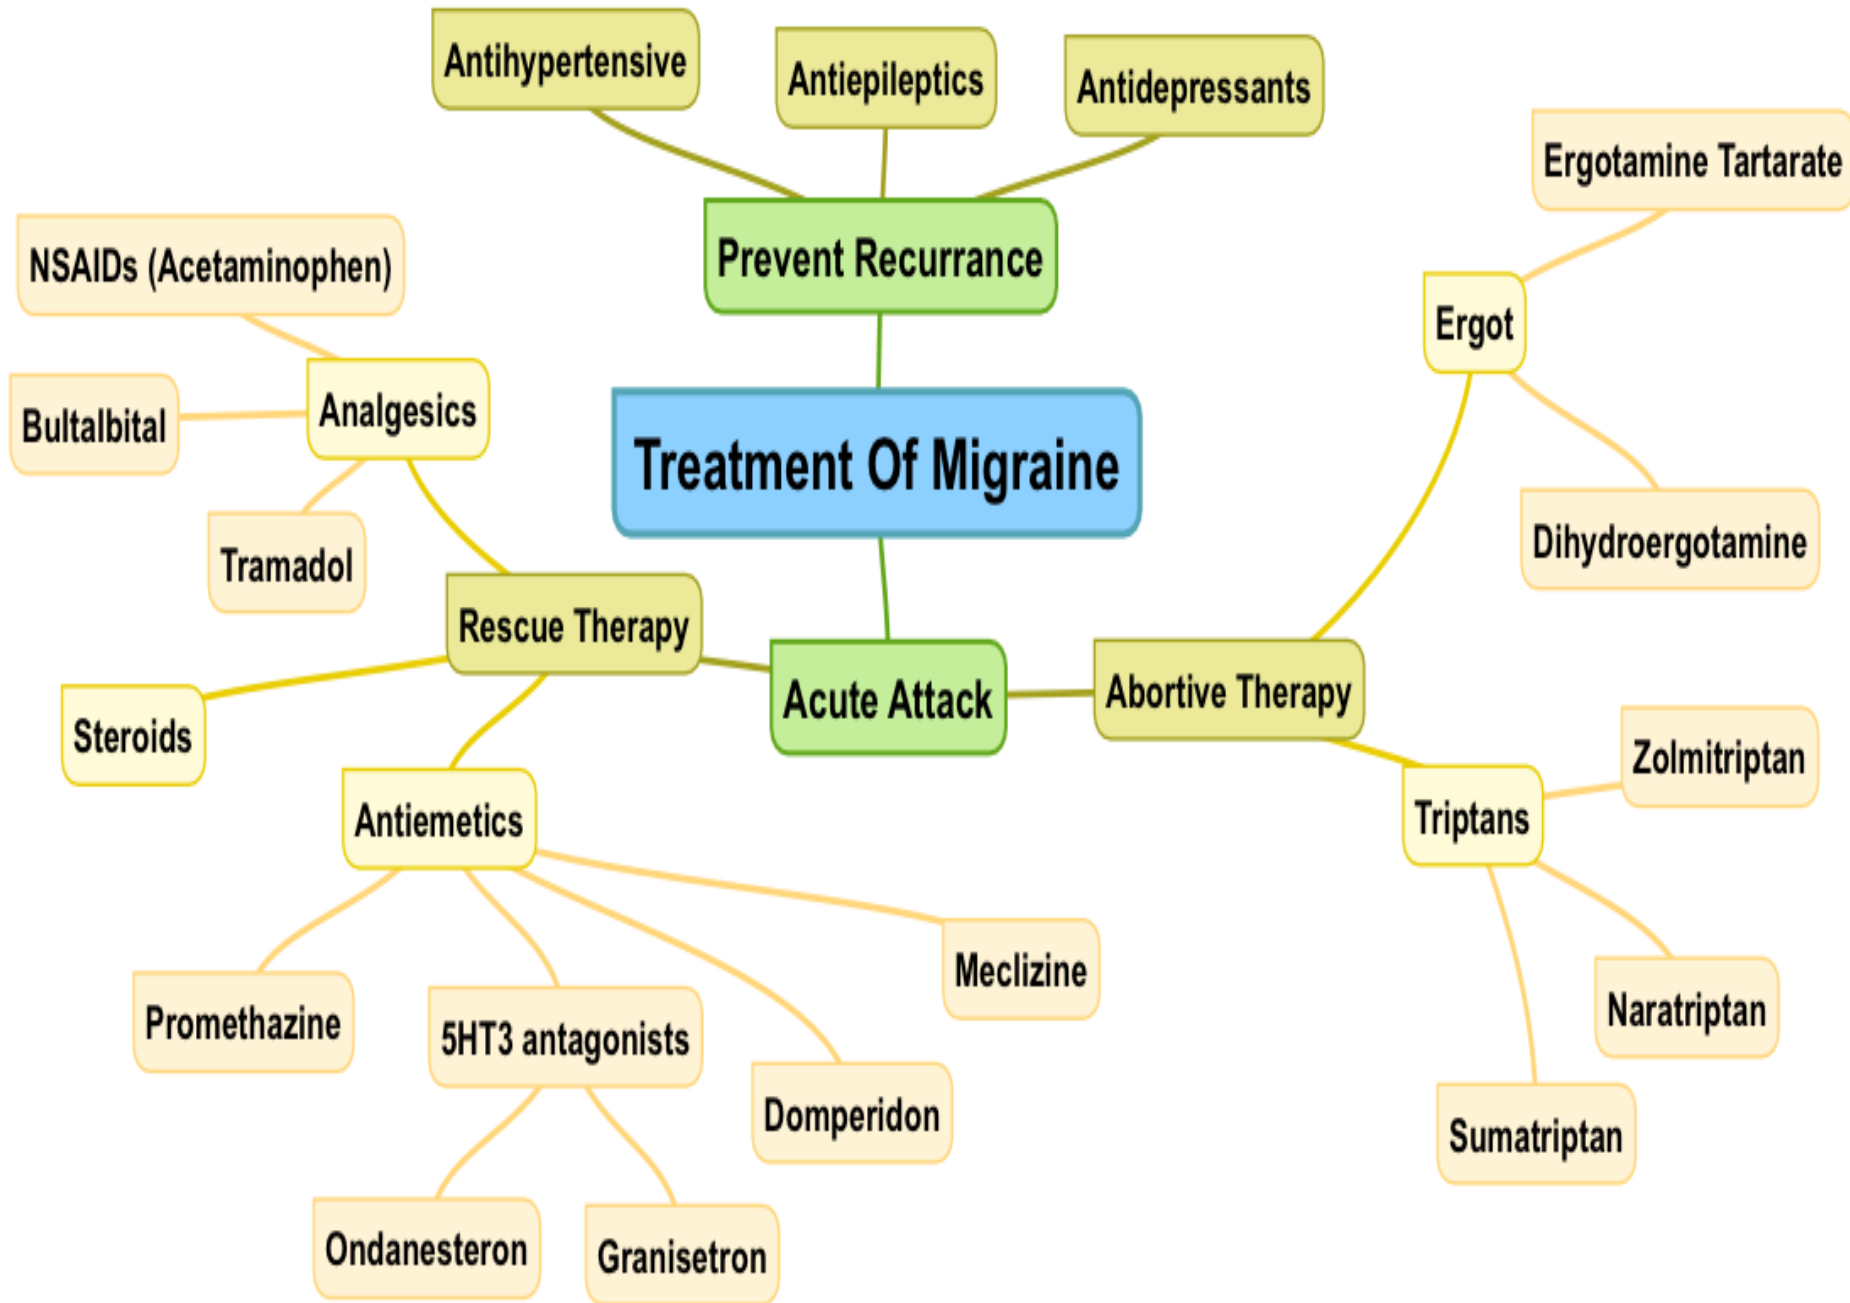 Antihypertensive
Antiepileptics
Antidepressants
Ergotamine Tartarate
Prevent Recurrance
NSAIDs (Acetaminophen)
Ergot
Analgesics
Bultalbital
Treatment Of Migraine
Tramadol
Dihydroergotamine
Rescue Therapy
Acute Attack
Abortive Therapy
Steroids
Zolmitriptan
Antiemetics
Triptans
Meclizine
Promethazine
5HT3 antagonists
Naratriptan
Domperidon
Sumatriptan
Ondanesteron
Granisetron